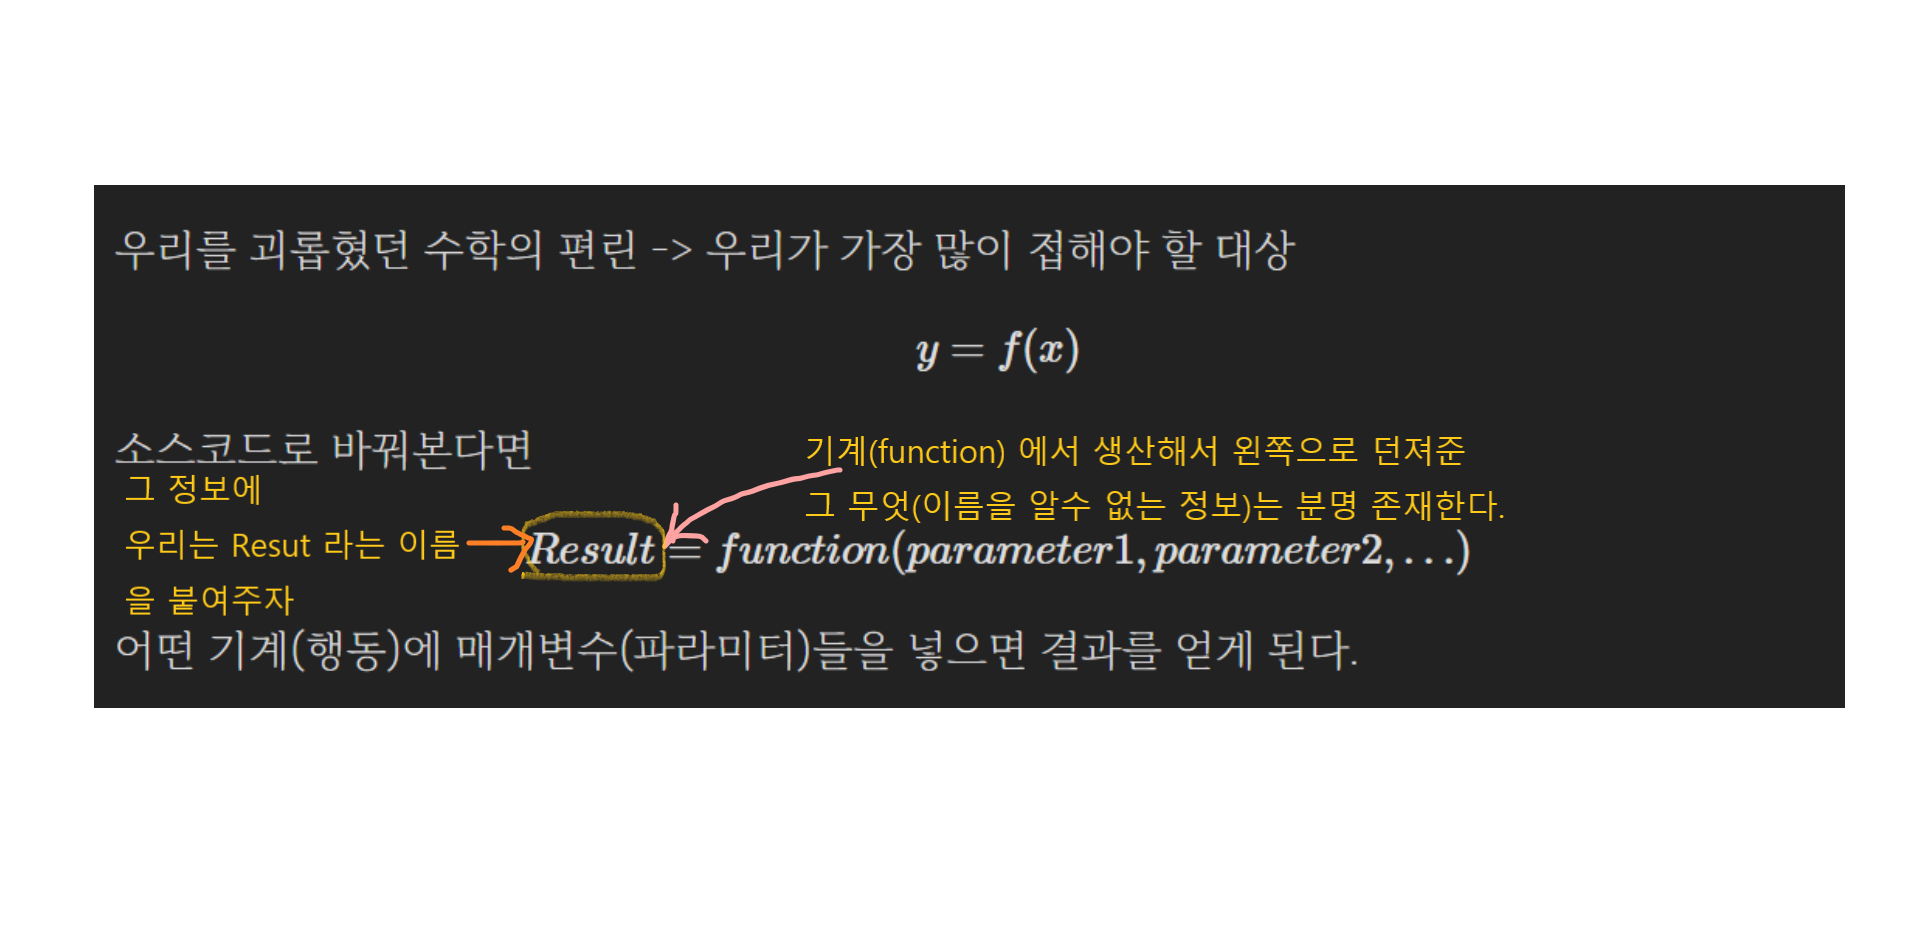 우리를 괴롭혔던 수학의 편린 -> 우리가 가장 많이 접해야 할 대상
y = f(x)
소스코드로 바꿔본다면
기계(function) 에서 생산해서 왼쪽으로 던져준
그 무엇(이름을 알수 없는 정보)는 분명 존재한다.
그 정보에
우리는 Resut 라는 이름
을 붙여주자
Result = function(parameter1, parameter2, ...)
어떤 기계(행동)에 매개변수(파라미터)들을 넣으면 결과를 얻게 된다.